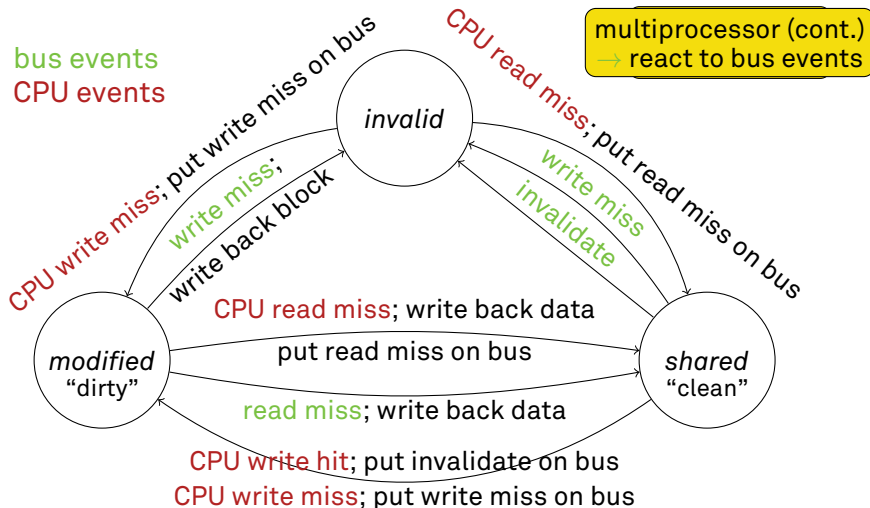 bus events
CPU events
multiprocessor (cont.)
→ react to bus events
invalid
CPU write miss; put write miss on bus
write miss;
write back block
CPU read miss; put read miss on bus
write miss
invalidate
modified
“dirty”
shared
“clean”
CPU read miss; write back data
put read miss on bus
read miss; write back data
CPU write hit; put invalidate on bus
CPU write miss; put write miss on bus